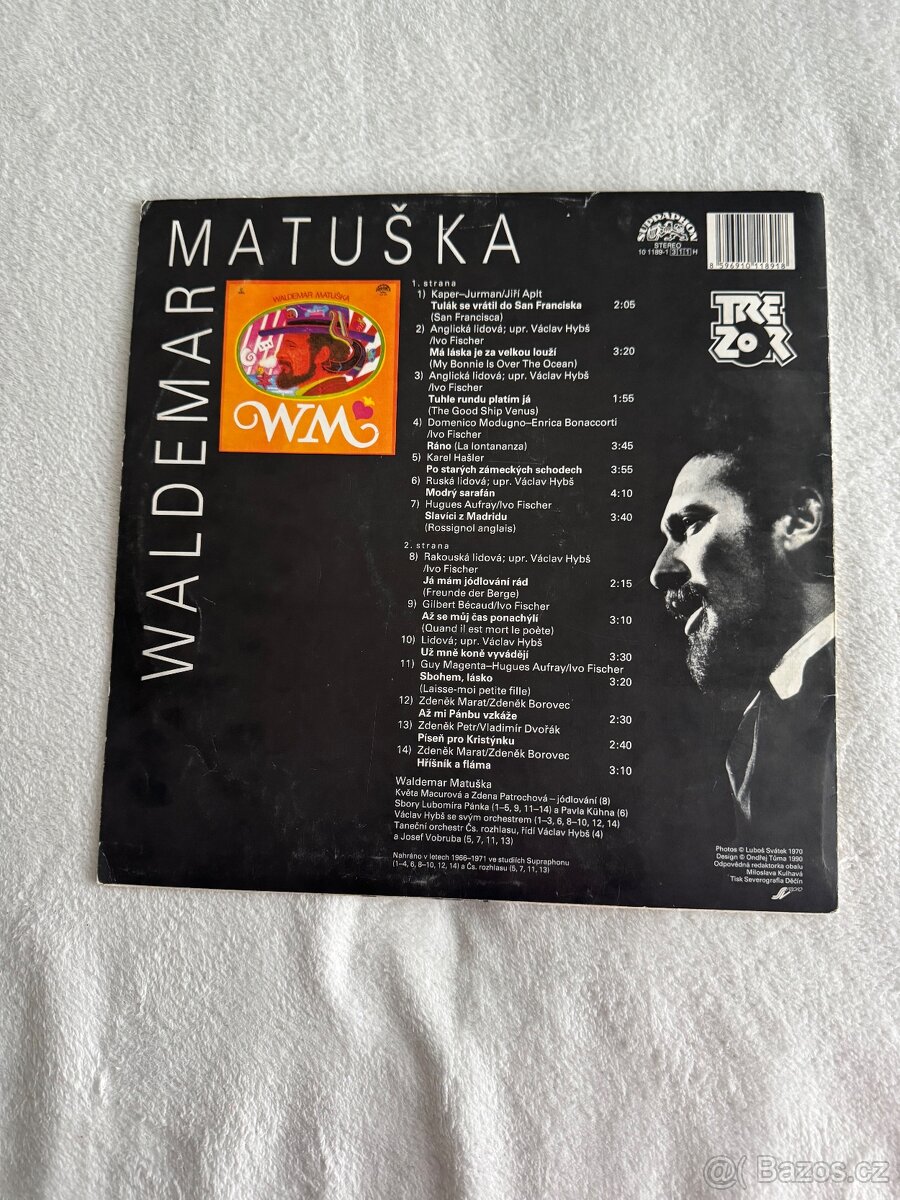 WALDEMAR
MATUŠKA
WALDEMAR MATUŠKA
WM
SUPRAPHON
STEREO
10 1189-1 311 H
8 596910 118918
TREZOR
1. strana
1) Kaper–Jurman/Jiří Aplt
Tulák se vrátil do San Franciska 2:05
(San Francisca)
2) Anglická lidová; upr. Václav Hybš
/Ivo Fischer
Má láska je za velkou louží 3:20
(My Bonnie Is Over The Ocean)
3) Anglická lidová; upr. Václav Hybš
/Ivo Fischer
Tuhle rundu platím já 1:55
(The Good Ship Venus)
4) Domenico Modugno–Enrica Bonaccorti
/Ivo Fischer
Ráno (La lontananza) 3:45
5) Karel Hašler
Po starých zámeckých schodech 3:55
6) Ruská lidová; upr. Václav Hybš
Modrý sarafán 4:10
7) Hugues Aufray/Ivo Fischer
Slavíci z Madridu 3:40
(Rossignol anglais)
2. strana
8) Rakouská lidová; upr. Václav Hybš
/Ivo Fischer
Já mám jódlování rád 2:15
(Freunde der Berge)
9) Gilbert Bécaud/Ivo Fischer
Až se můj čas ponachýlí 3:10
(Quand il est mort le poète)
10) Lidová; upr. Václav Hybš
Už mně koně vyvádějí 3:30
11) Guy Magenta–Hugues Aufray/Ivo Fischer
Sbohem, lásko 3:20
(Laisse-moi petite fille)
12) Zdeněk Marat/Zdeněk Borovec
Až mi Pánbu vzkáže 2:30
13) Zdeněk Petr/Vladimír Dvořák
Píseň pro Kristýnku 2:40
14) Zdeněk Marat/Zdeněk Borovec
Hříšník a fláma 3:10
Waldemar Matuška
Květa Macurová a Zdena Patrochová – jódlování (8)
Sbory Lubomíra Pánka (1–5, 9, 11–14) a Pavla Kühna (6)
Václav Hybš se svým orchestrem (1–3, 6, 8–10, 12, 14)
Taneční orchestr Čs. rozhlasu, řídí Václav Hybš (4)
a Josef Vobruba (5, 7, 11, 13)
Nahráno v letech 1966–1971 ve studiích Supraphonu
(1–4, 6, 8–10, 12, 14) a Čs. rozhlasu (5, 7, 11, 13)
Photos © Luboš Svátek 1970
Design © Ondřej Tůma 1990
Odpovědná redaktorka obalu
Miloslava Kulhavá
Tisk Severografia Děčín
@ Bazos.cz